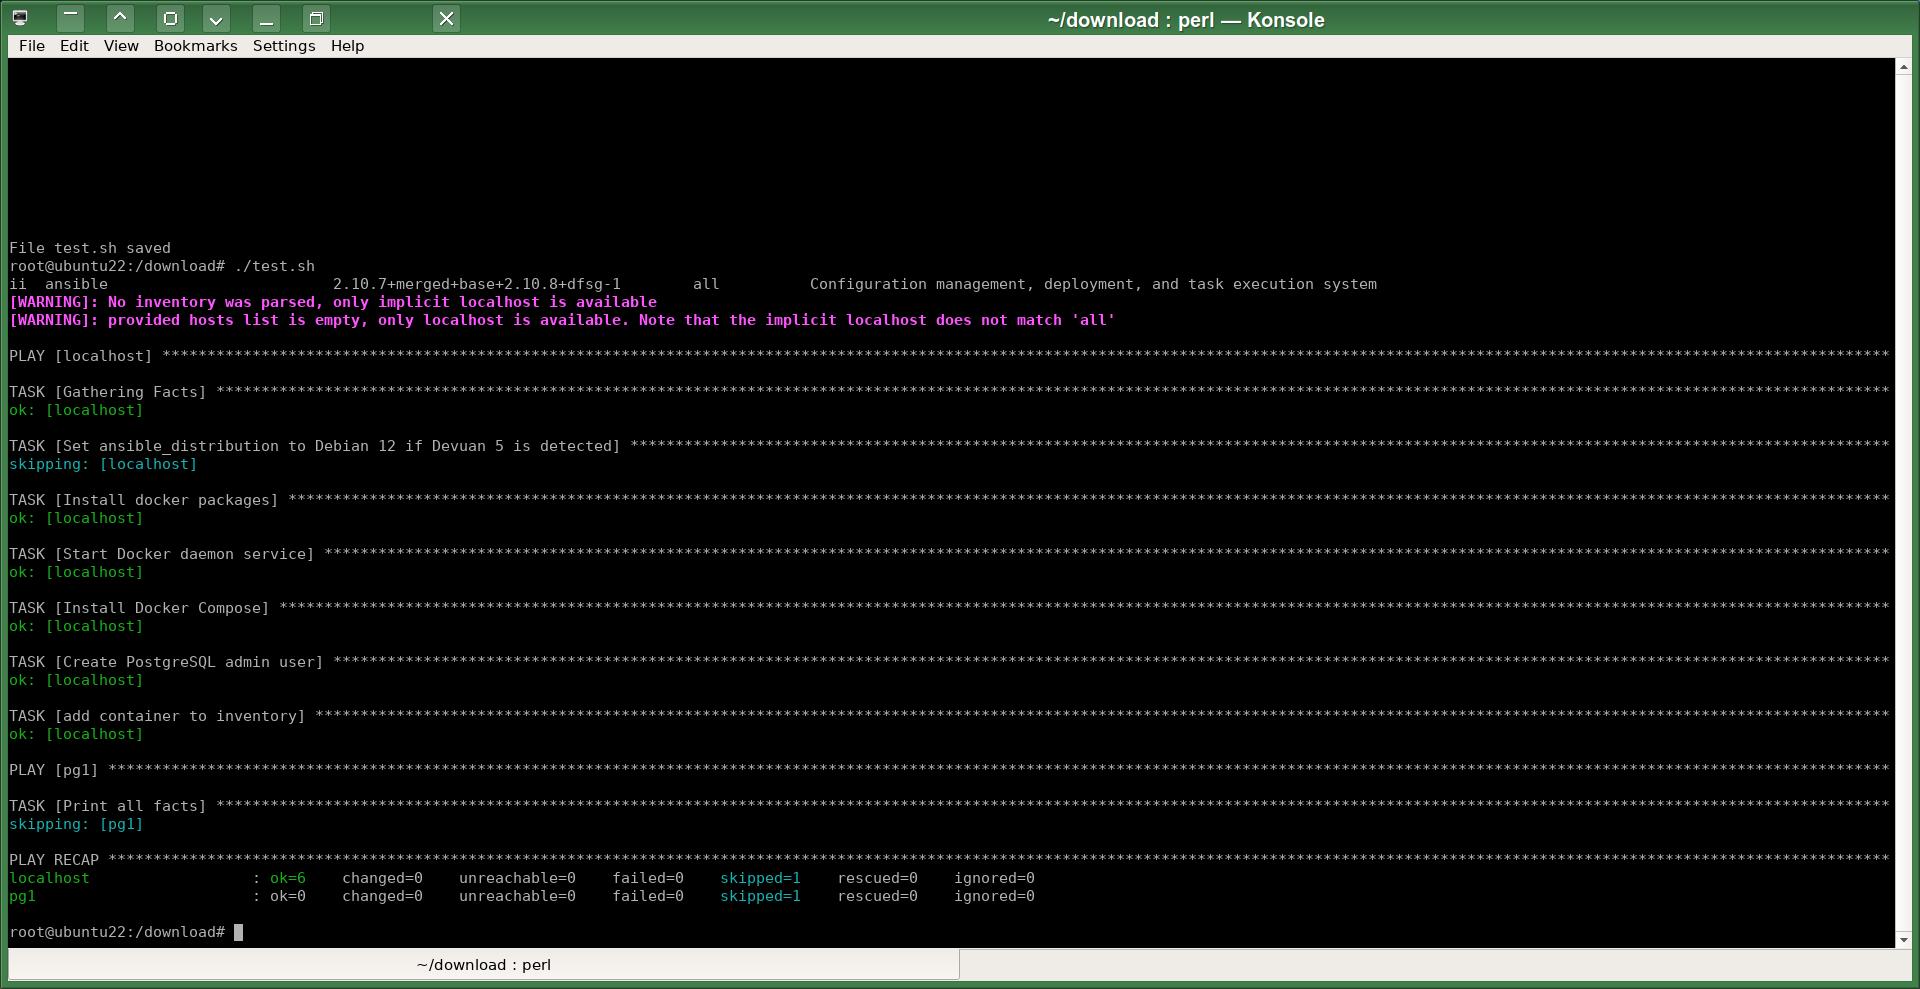 ~/download : perl — Konsole
File Edit View Bookmarks Settings Help
File test.sh saved
root@ubuntu22:/download# ./test.sh
ii  ansible                         2.10.7+merged+base+2.10.8+dfsg-1        all          Configuration management, deployment, and task execution system
[WARNING]: No inventory was parsed, only implicit localhost is available
[WARNING]: provided hosts list is empty, only localhost is available. Note that the implicit localhost does not match 'all'
PLAY [localhost] ****************************************************************************************************************************************************************************************************
TASK [Gathering Facts] **********************************************************************************************************************************************************************************************
ok: [localhost]
TASK [Set ansible_distribution to Debian 12 if Devuan 5 is detected] ************************************************************************************************************************************************
skipping: [localhost]
TASK [Install docker packages] **************************************************************************************************************************************************************************************
ok: [localhost]
TASK [Start Docker daemon service] **********************************************************************************************************************************************************************************
ok: [localhost]
TASK [Install Docker Compose] ***************************************************************************************************************************************************************************************
ok: [localhost]
TASK [Create PostgreSQL admin user] *********************************************************************************************************************************************************************************
ok: [localhost]
TASK [add container to inventory] ***********************************************************************************************************************************************************************************
ok: [localhost]
PLAY [pg1] **********************************************************************************************************************************************************************************************************
TASK [Print all facts] **********************************************************************************************************************************************************************************************
skipping: [pg1]
PLAY RECAP **********************************************************************************************************************************************************************************************************
localhost                  : ok=6    changed=0    unreachable=0    failed=0    skipped=1    rescued=0    ignored=0
pg1                        : ok=0    changed=0    unreachable=0    failed=0    skipped=1    rescued=0    ignored=0
root@ubuntu22:/download#
~/download : perl